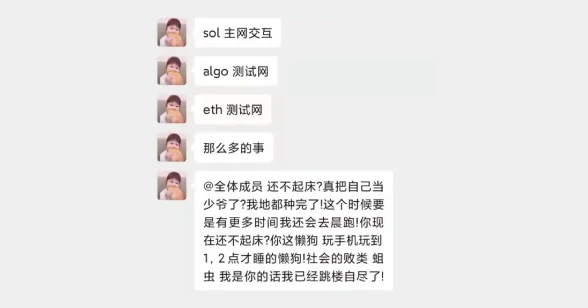 sol 主网交互
algo 测试网
eth 测试网
那么多的事
@全体成员 还不起床?真把自己当
少爷了?我地都种完了!这个时候要
是有更多时间我还会去晨跑!你现
在还不起床?你这懒狗 玩手机玩到
1, 2点才睡的懒狗!社会的败类 蛆
虫 我是你的话我已经跳楼自尽了!